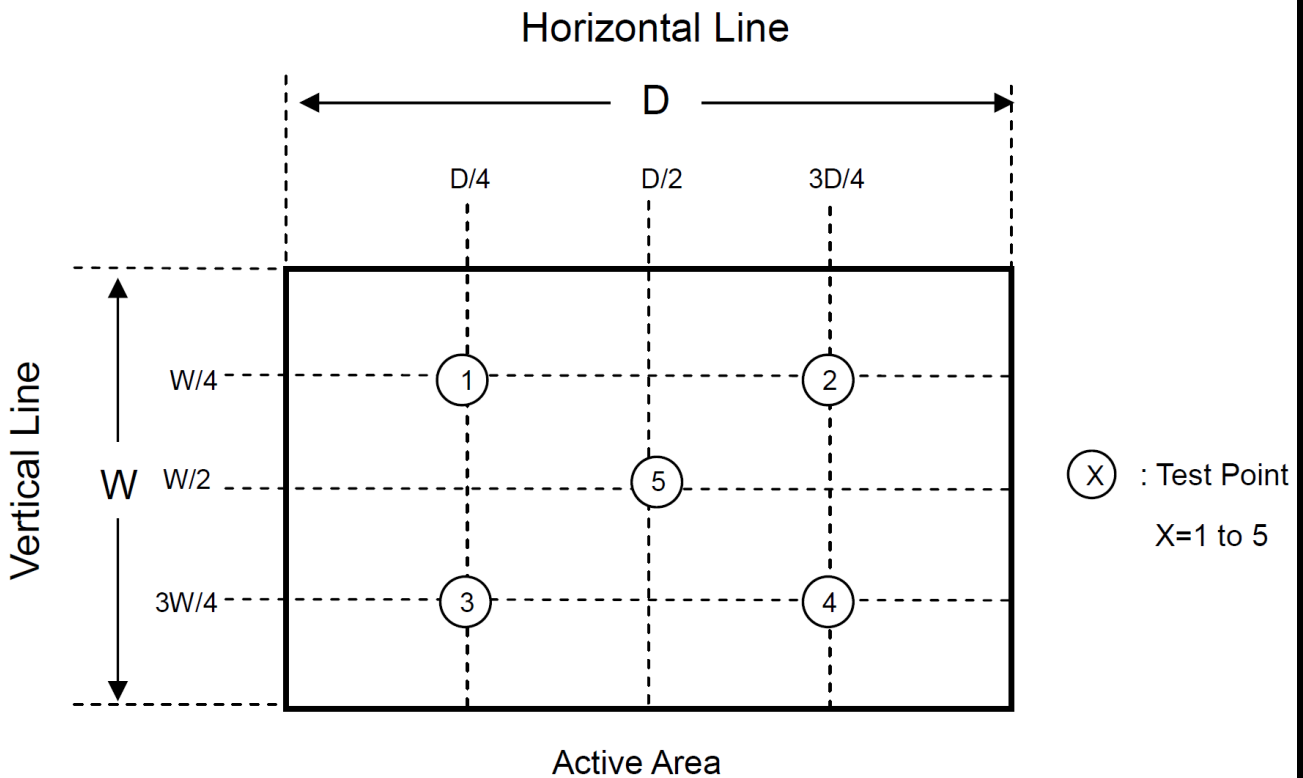 Horizontal Line
D
D/4 D/2 3D/4
W/4
1 2
Vertical Line
W
W/2
5
X : Test Point
X=1 to 5
3W/4
3 4
Active Area